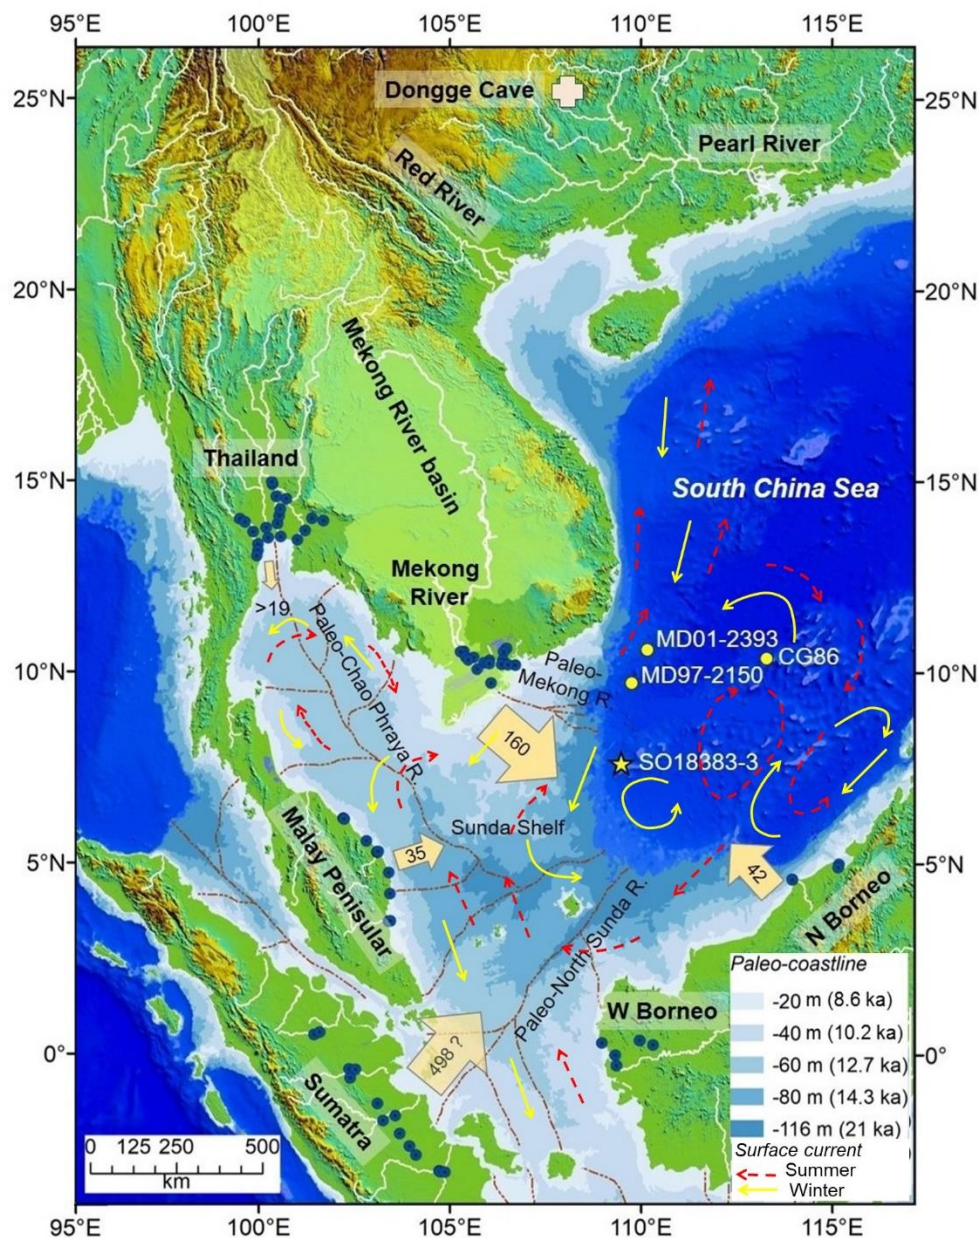 95°E 100°E 105°E 110°E 115°E
25°N
25°N
Dongge Cave
Pearl River
Red River
20°N
20°N
Mekong River basin
Thailand
15°N
15°N
South China Sea
Mekong
River
>19
Paleo-Chao Phraya R.
MD01-2393
CG86
10°N
10°N
Paleo-
Mekong R.
MD97-2150
160
SO18383-3
Sunda Shelf
35
5°N
5°N
42
Malay Penisular
N Borneo
Paleo-North Sunda R.
W Borneo
498 ?
0°
0°
Sumatra
Paleo-coastline
-20 m (8.6 ka)
-40 m (10.2 ka)
-60 m (12.7 ka)
-80 m (14.3 ka)
-116 m (21 ka)
Surface current
Summer
Winter
0 125 250 500
km
95°E 100°E 105°E 110°E 115°E